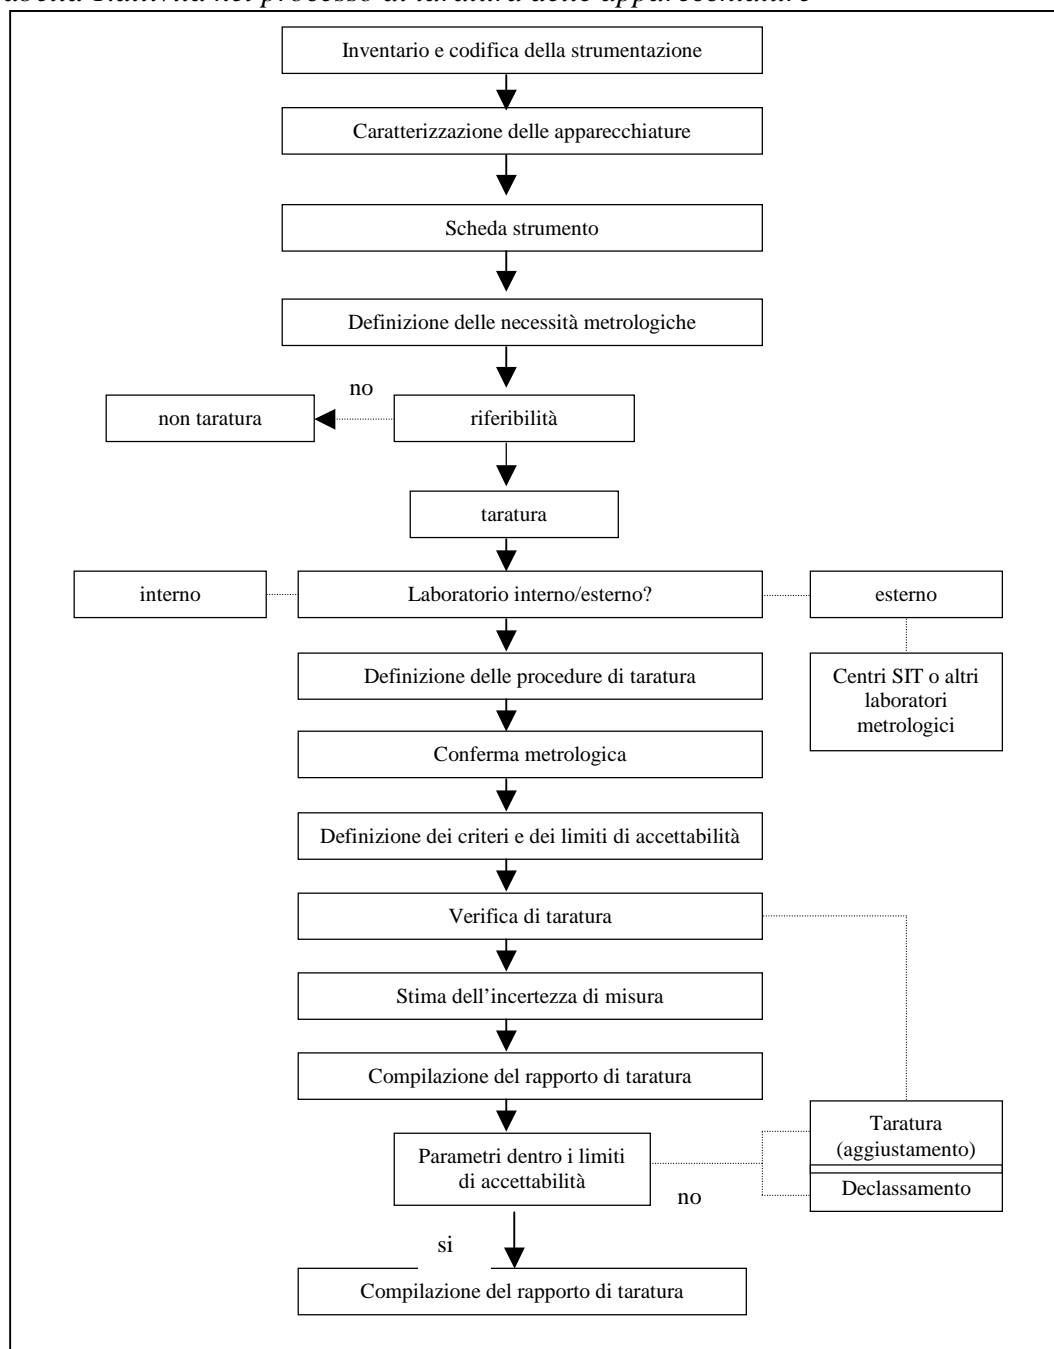 attività nel processo di taratura delle apparecchiature
Inventario e codifica della strumentazione
Caratterizzazione delle apparecchiature
Scheda strumento
Definizione delle necessità metrologiche
no
non taratura
riferibilità
taratura
interno
Laboratorio interno/esterno?
esterno
Definizione delle procedure di taratura
Centri SIT o altri
laboratori
metrologici
Conferma metrologica
Definizione dei criteri e dei limiti di accettabilità
Verifica di taratura
Stima dell’incertezza di misura
Compilazione del rapporto di taratura
Taratura
(aggiustamento)
Parametri dentro i limiti
di accettabilità
no
Declassamento
si
Compilazione del rapporto di taratura